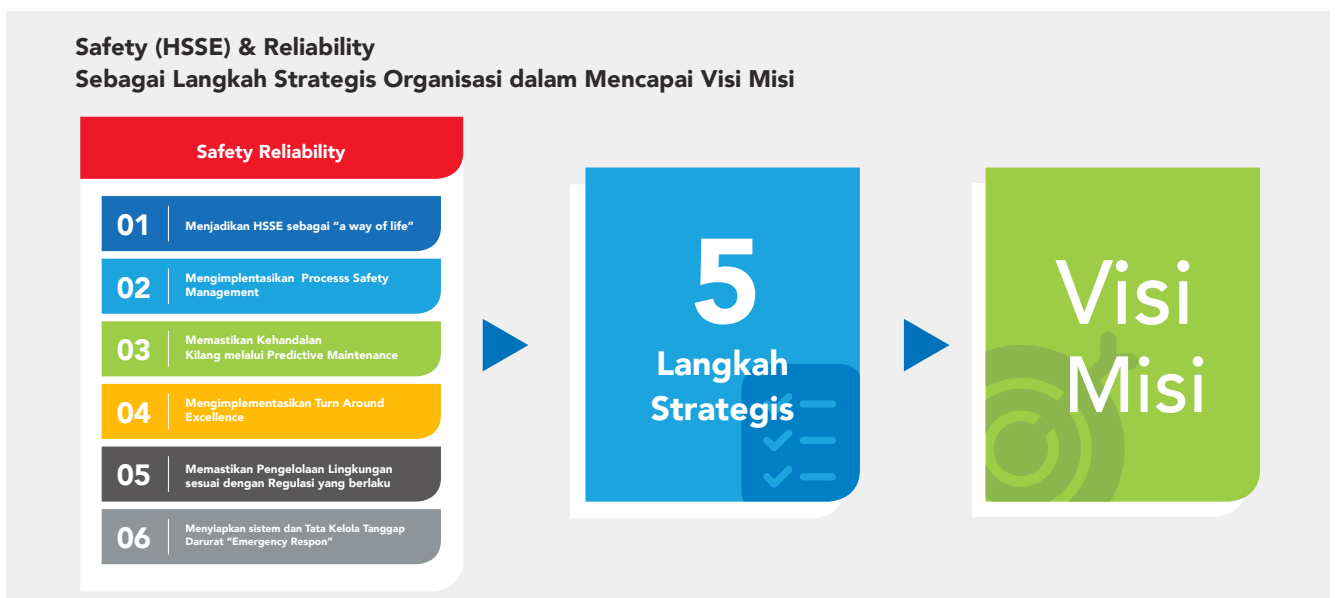 Safety (HSSE) & Reliability
Sebagai Langkah Strategis Organisasi dalam Mencapai Visi Misi
Safety Reliability
01
Menjadikan HSSE sebagai “a way of life”
02
Mengimplentasikan Processs Safety
Management
03
Memastikan Kehandalan
Kilang melalui Predictive Maintenance
04
Mengimplementasikan Turn Around
Excellence
05
Memastikan Pengelolaan Lingkungan
sesuai dengan Regulasi yang berlaku
06
Menyiapkan sistem dan Tata Kelola Tanggap
Darurat “Emergency Respon”
5
Langkah
Strategis
Visi
Misi